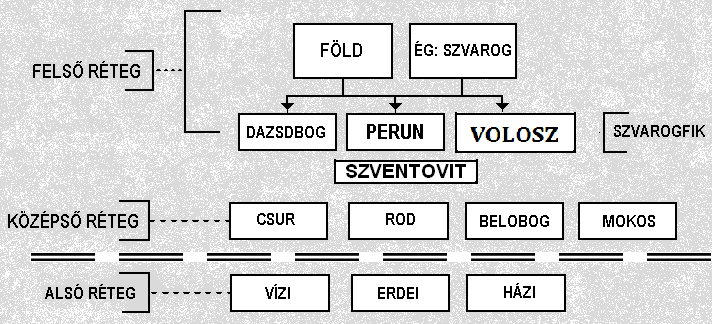 FELSŐ RÉTEG
FÖLD
ÉG: SZVAROG
DAZSDBOG
PERUN
VOLOSZ
SZVAROGFIK
SZVENTOVIT
KÖZÉPSŐ RÉTEG
CSUR
ROD
BELOBOG
MOKOS
ALSÓ RÉTEG
VÍZI
ERDEI
HÁZI